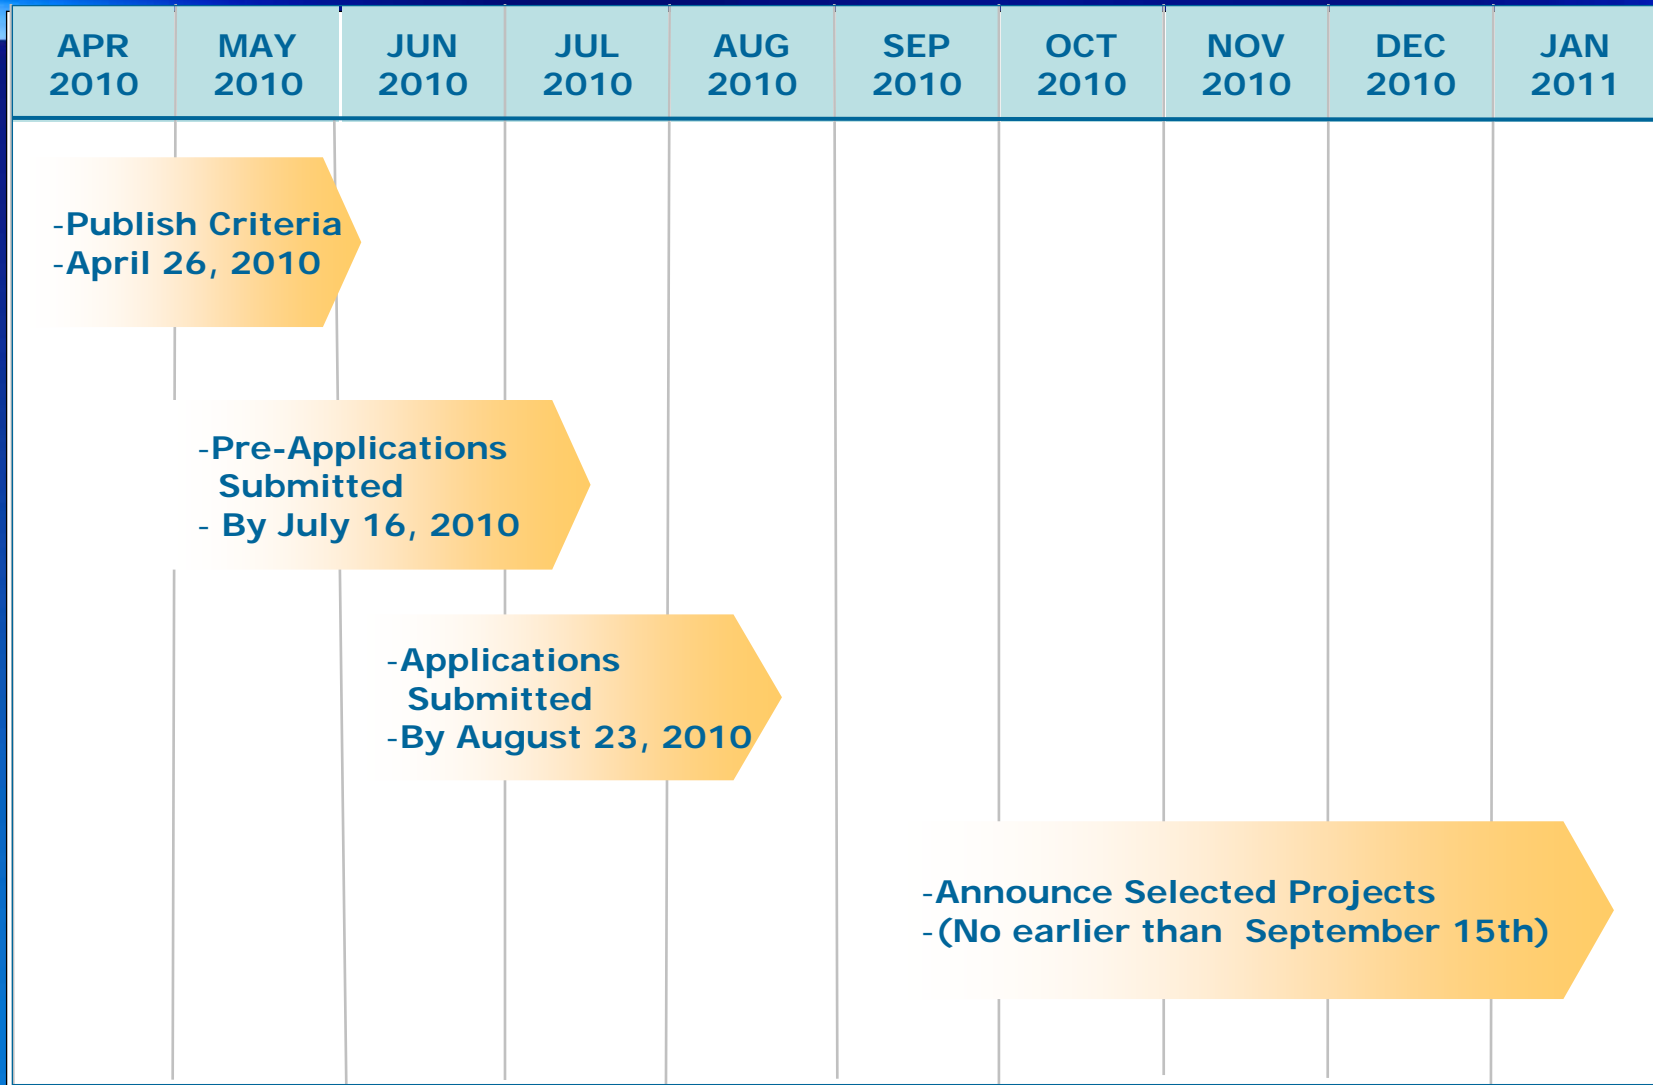 APR MAY JUN JUL AUG SEP OCT NOV DEC JAN
2010 2010 2010 2010 2010 2010 2010 2010 2010 2011
-Publish Criteria
-April 26, 2010
-Pre-Applications
Submitted
- By July 16, 2010
-Applications
Submitted
-By August 23, 2010
-Announce Selected Projects
-(No earlier than September 15th)